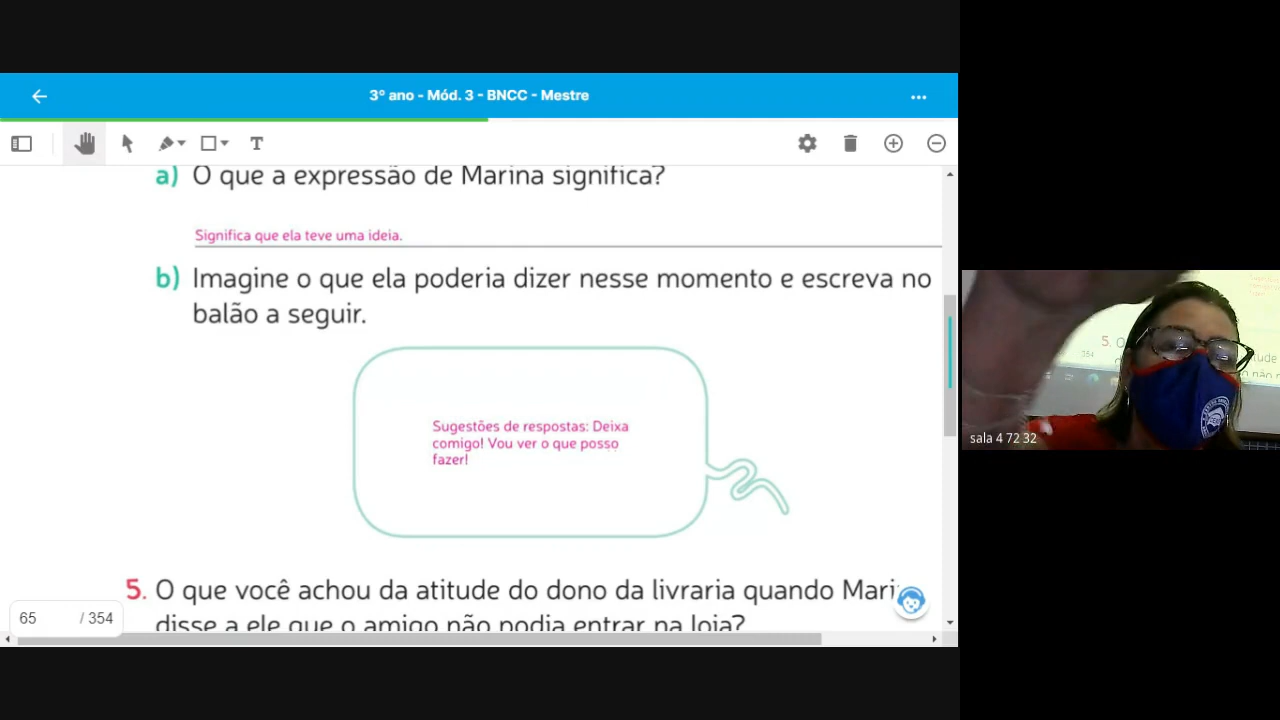 3º ano - Mód. 3 - BNCC - Mestre
T
a) O que a expressão de Marina significa?
Significa que ela teve uma ideia.
b) Imagine o que ela poderia dizer nesse momento e escreva no
balão a seguir.
Sugestões de respostas: Deixa
comigo! Vou ver o que posso
fazer!
5. O que você achou da atitude do dono da livraria quando Mari
disse a ele que o amigo não podia entrar na loja?
65 / 354
5. O
354
tude
sala 4 72 32